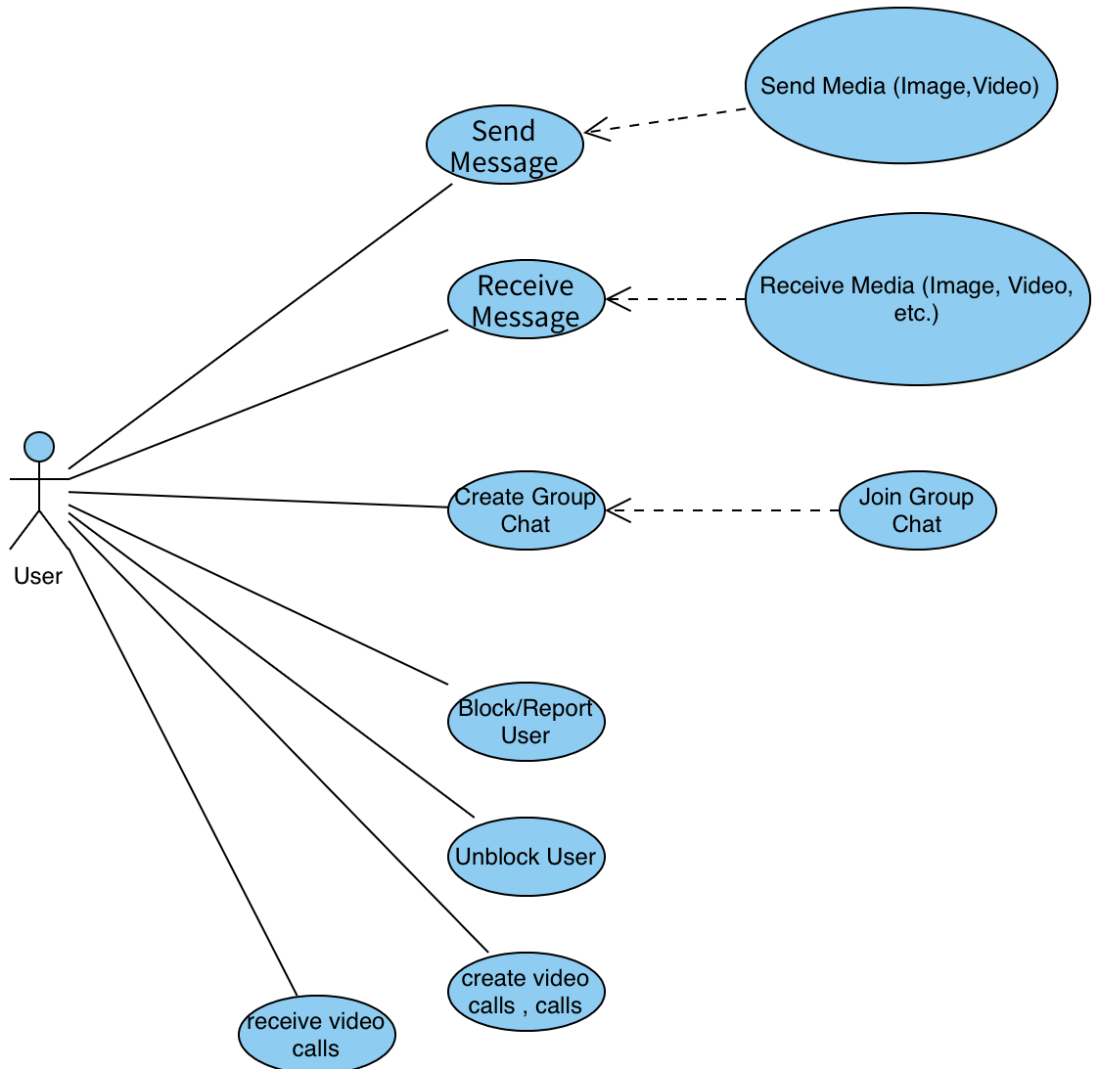 Send Media (Image,Video)
Send
Message
Receive
Message
Receive Media (Image, Video,
etc.)
Create Group
Chat
Join Group
Chat
User
Block/Report
User
Unblock User
create video
calls , calls
receive video
calls